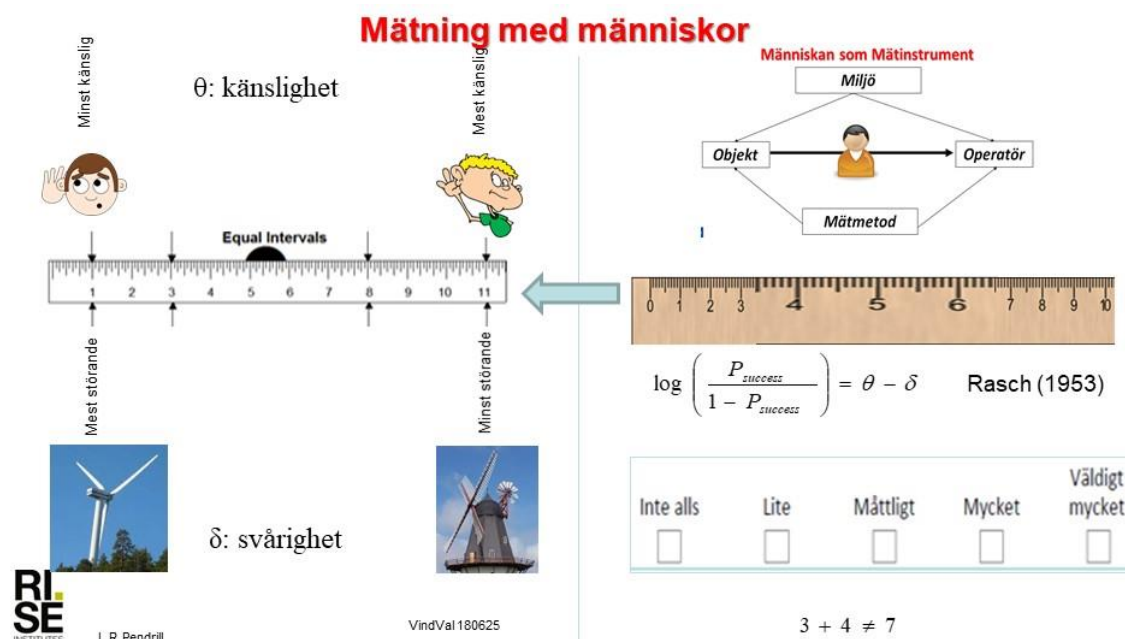 Mätning med människor
Minst känslig
θ: känslighet
Mest känslig
Equal Intervals
1 2 3 4 5 6 7 8 9 10 11
Mest störande
Minst störande
δ: svårighet
RI.
SE
L R Pendrill
VindVal 180625
Människan som Mätinstrument
Miljö
Objekt
Operatör
Mätmetod
0 1 2 3 4 5 6 7 8 9 10
log ( P_success / 1 − P_success ) = θ − δ Rasch (1953)
Inte alls Lite Måttligt Mycket Väldigt mycket
3 + 4 ≠ 7